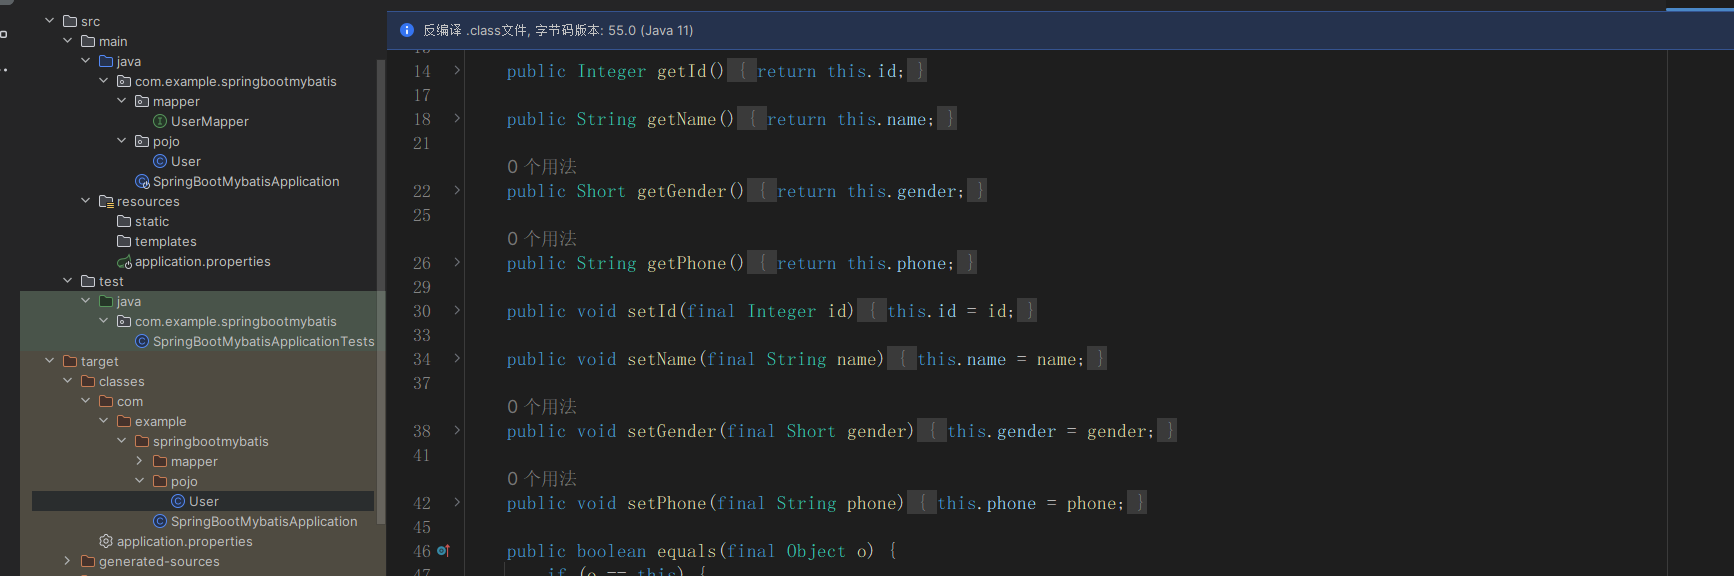 src
main
java
com.example.springbootmybatis
mapper
UserMapper
pojo
User
SpringBootMybatisApplication
resources
static
templates
application.properties
test
java
com.example.springbootmybatis
SpringBootMybatisApplicationTests
target
classes
com
example
springbootmybatis
mapper
pojo
User
SpringBootMybatisApplication
application.properties
generated-sources
反编译 .class文件, 字节码版本: 55.0 (Java 11)
14 public Integer getId() { return this.id; }
17
18 public String getName() { return this.name; }
21
0 个用法
22 public Short getGender() { return this.gender; }
25
0 个用法
26 public String getPhone() { return this.phone; }
29
30 public void setId(final Integer id) { this.id = id; }
33
34 public void setName(final String name) { this.name = name; }
37
0 个用法
38 public void setGender(final Short gender) { this.gender = gender; }
41
0 个用法
42 public void setPhone(final String phone) { this.phone = phone; }
45
46 public boolean equals(final Object o) {
47 if (o == this) {